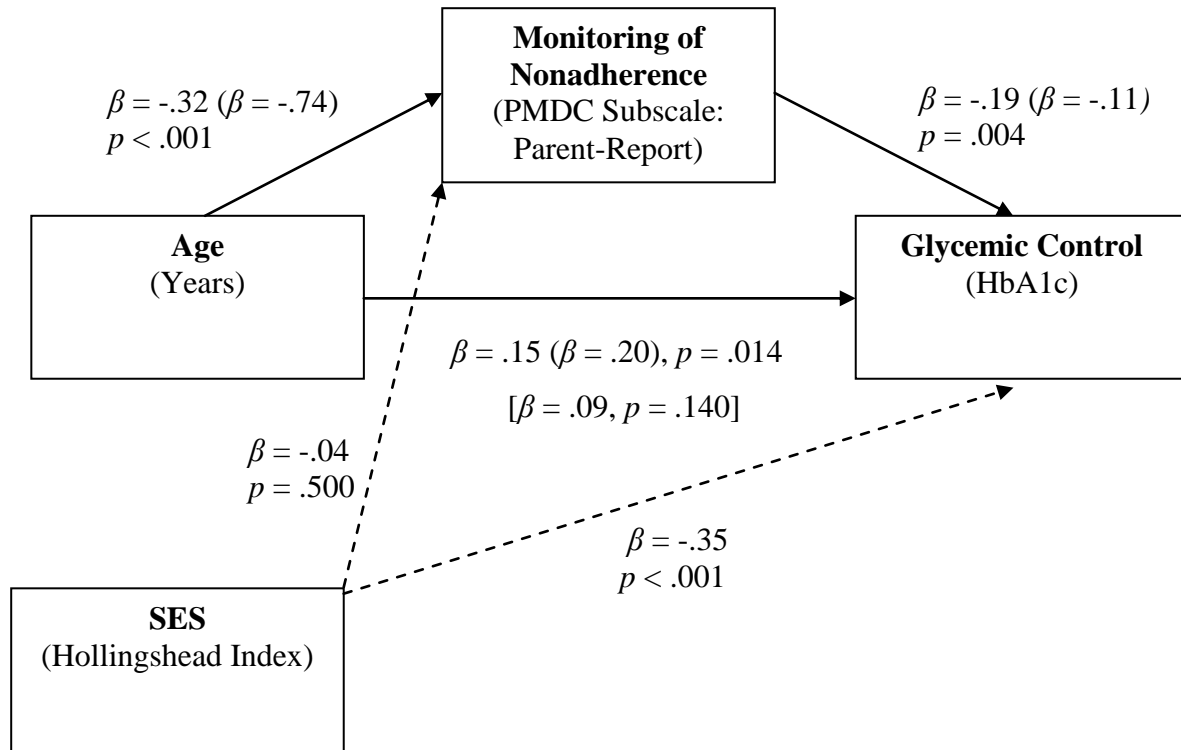 Monitoring of
Nonadherence
(PMDC Subscale:
Parent-Report)
β = -.32 (β = -.74)
p < .001
β = -.19 (β = -.11)
p = .004
Age
(Years)
Glycemic Control
(HbA1c)
β = .15 (β = .20), p = .014
[β = .09, p = .140]
β = -.04
p = .500
β = -.35
p < .001
SES
(Hollingshead Index)